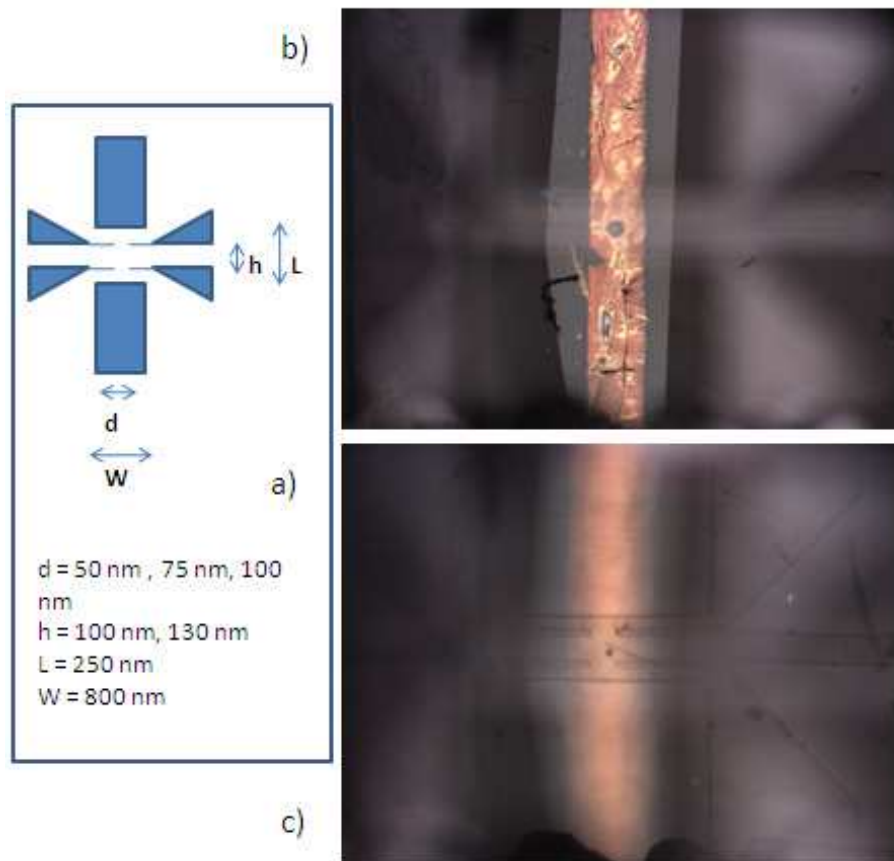 b)
h
L
d
W
a)
d = 50 nm , 75 nm, 100
nm
h = 100 nm, 130 nm
L = 250 nm
W = 800 nm
c)